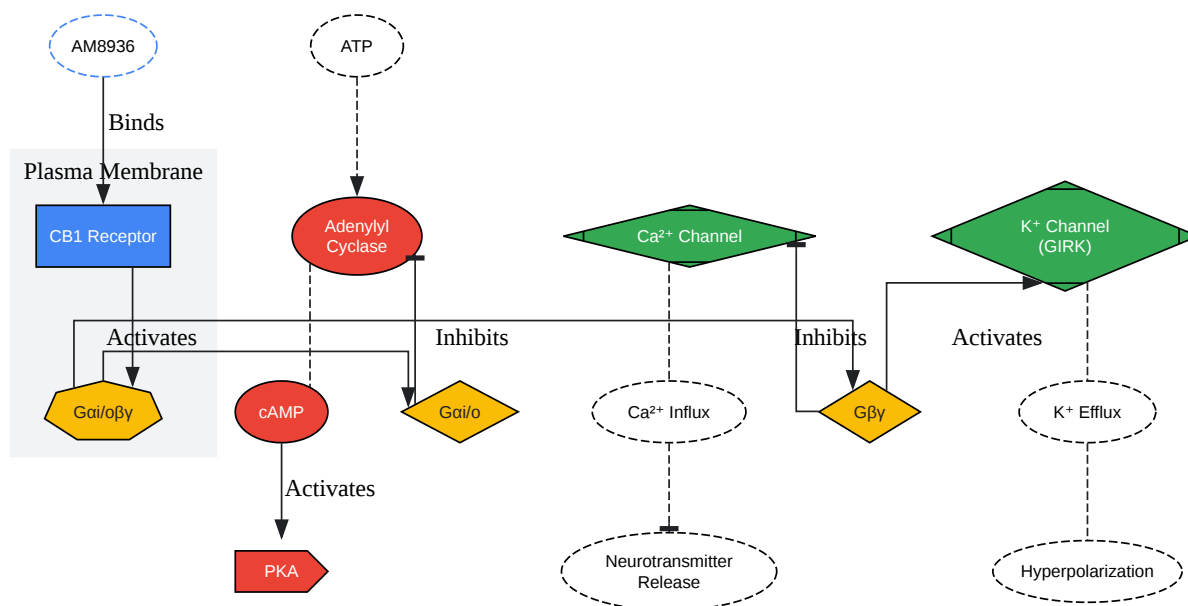 AM8936
ATP
Binds
Plasma Membrane
CB1 Receptor
Adenylyl
Cyclase
Ca²⁺ Channel
K⁺ Channel
(GIRK)
Activates
Inhibits
Inhibits
Activates
Gαi/oβγ
cAMP
Gαi/o
Ca²⁺ Influx
Gβγ
K⁺ Efflux
Activates
PKA
Neurotransmitter
Release
Hyperpolarization